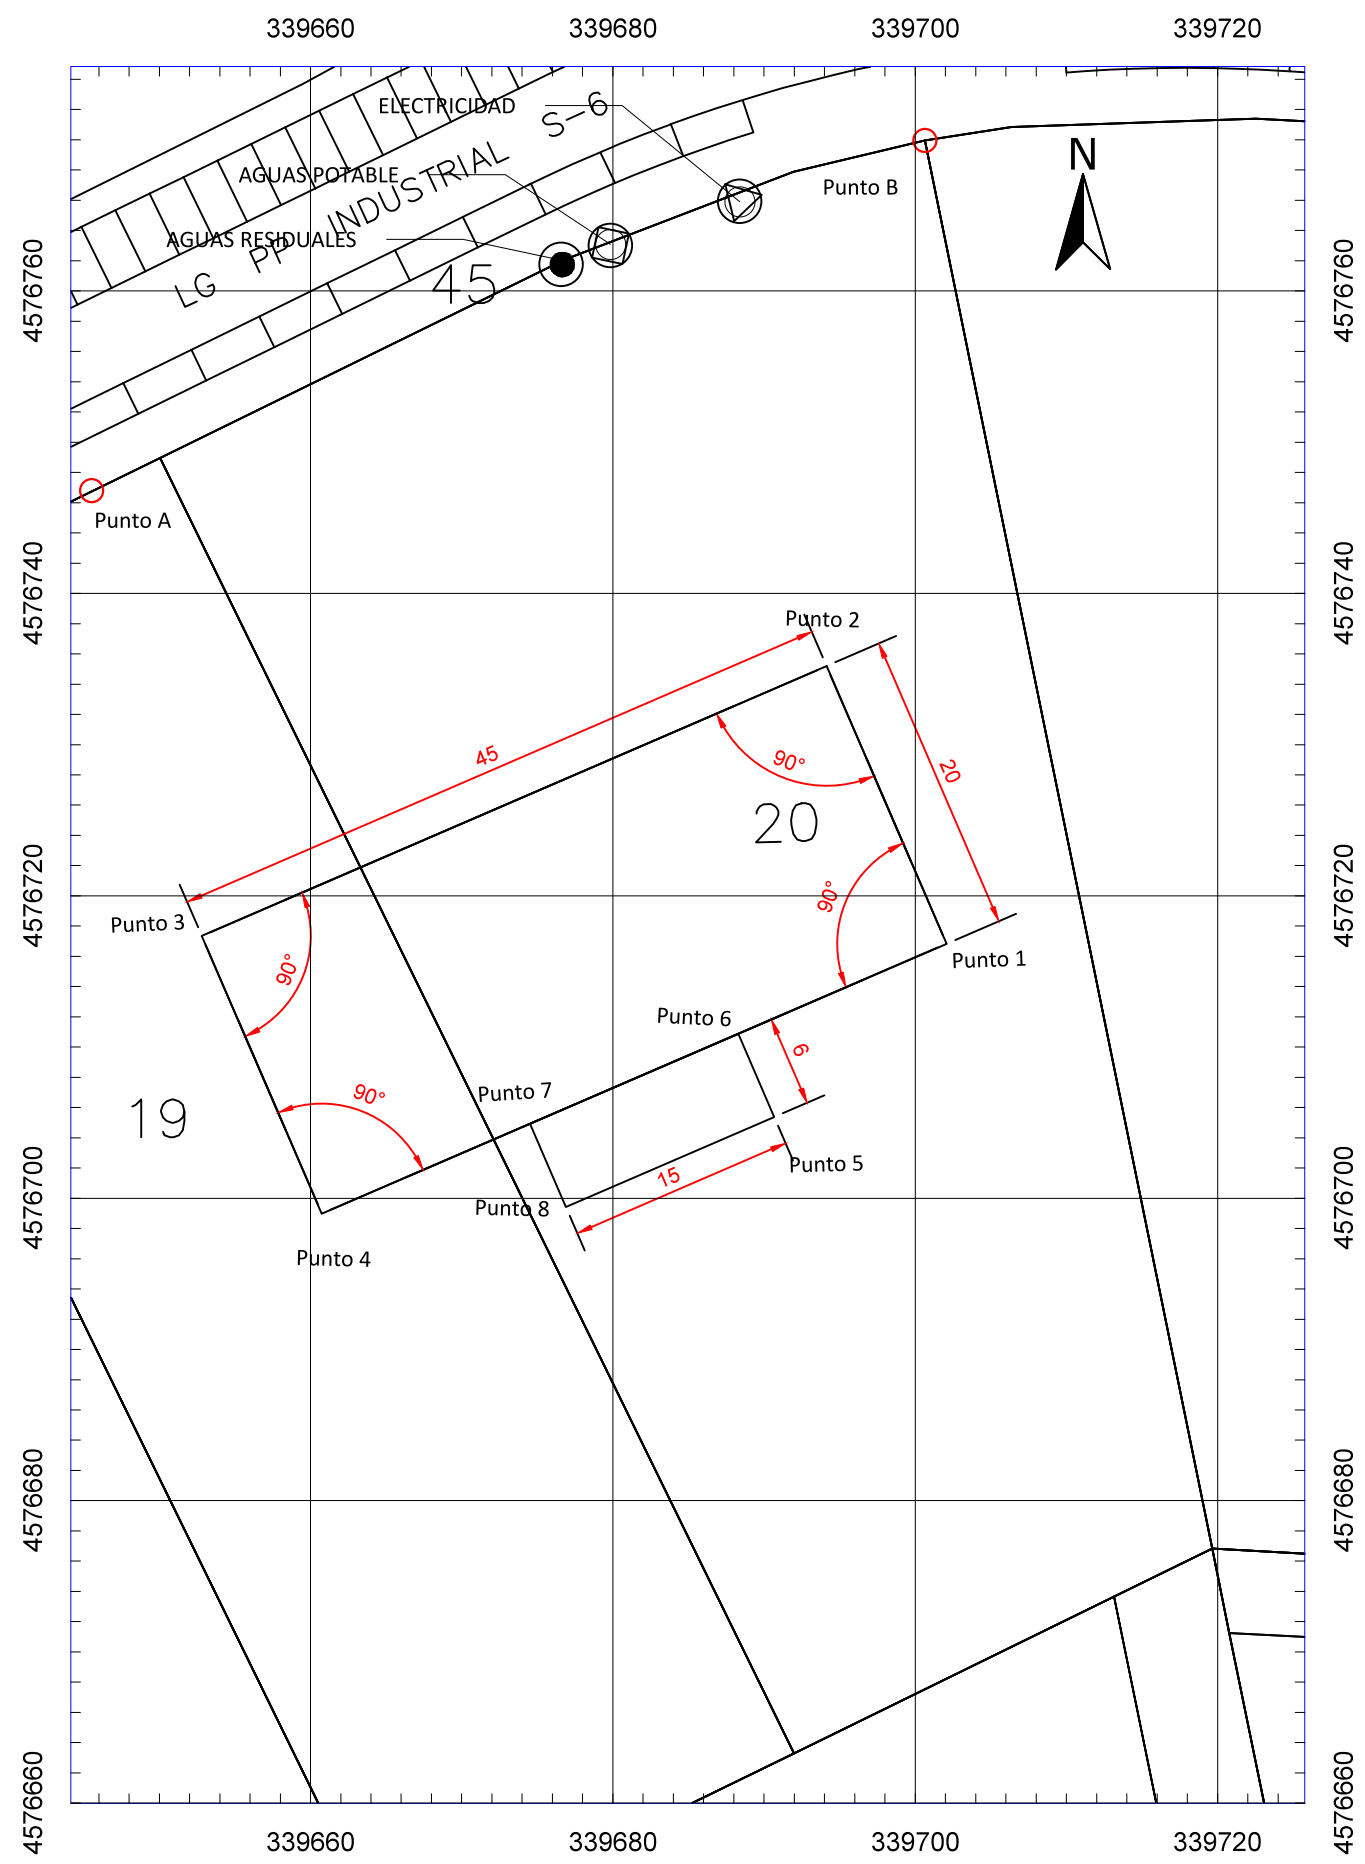 339660 339680 339700 339720
ELECTRICIDAD
AGUAS POTABLE
AGUAS RESIDUALES
LG PP INDUSTRIAL S-6
45
Punto B
N
4576760 4576760
Punto A
4576740 4576740
Punto 2
45
90°
20
20
4576720 4576720
Punto 3
90°
90°
Punto 1
Punto 6
6
Punto 7
90°
19
Punto 5
15
4576700 4576700
Punto 8
Punto 4
4576680 4576680
4576660 4576660
339660 339680 339700 339720